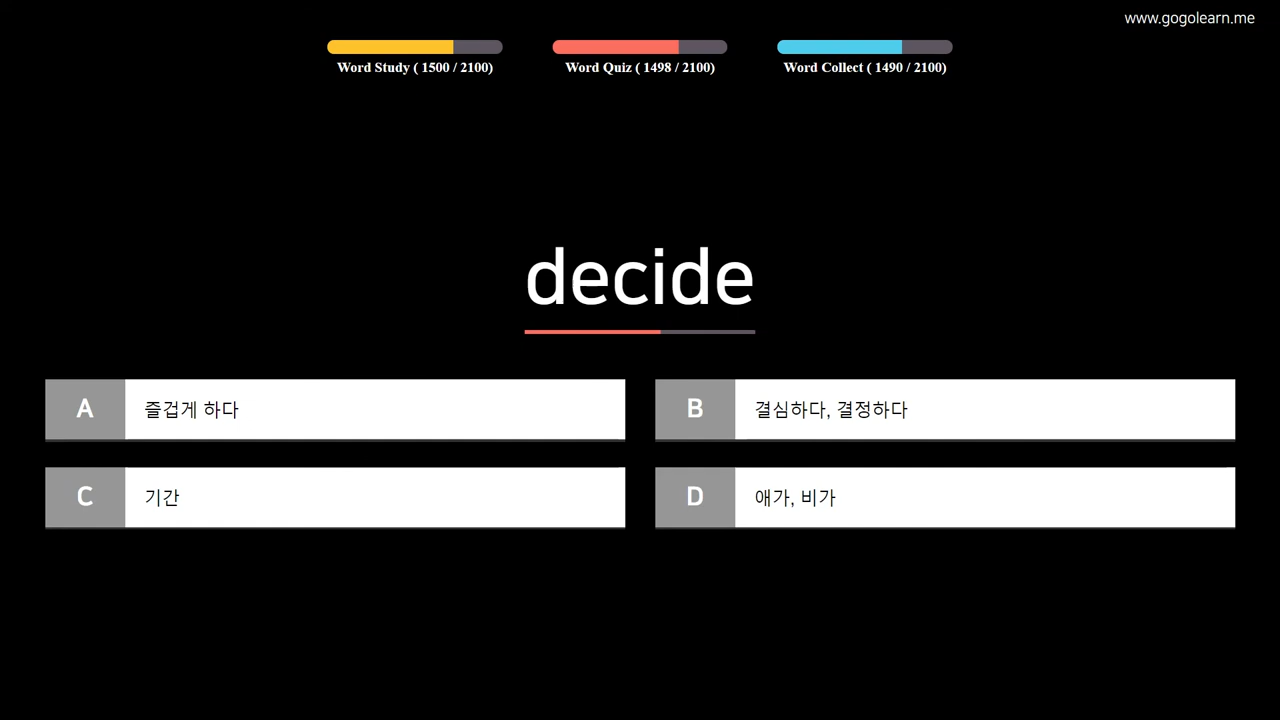 www.gogolearn.me
Word Study ( 1500 / 2100)
Word Quiz ( 1498 / 2100)
Word Collect ( 1490 / 2100)
decide
A 즐겁게 하다
B 결심하다, 결정하다
C 기간
D 애가, 비가